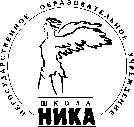 НЕГОСУДАРСТВЕННОЕ ОБРАЗОВАТЕЛЬНОЕ УЧРЕЖДЕНИЕ
ШКОЛА
НИКА